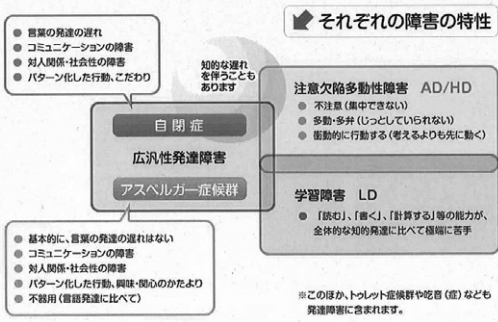 それぞれの障害の特性
● 言葉の発達の遅れ
● コミュニケーションの障害
● 対人関係・社会性の障害
● パターン化した行動、こだわり
知的な遅れ
を伴うことも
あります
自閉症
広汎性発達障害
アスペルガー症候群
● 基本的に、言葉の発達の遅れはない
● コミュニケーションの障害
● 対人関係・社会性の障害
● パターン化した行動、興味・関心のかたより
● 不器用(言語発達に比べて)
注意欠陥多動性障害 AD/HD
● 不注意(集中できない)
● 多動・多弁(じっとしていられない)
● 衝動的に行動する(考えるよりも先に動く)
学習障害 LD
● 「読む」、「書く」、「計算する」等の能力が、
全体的な知的発達に比べて極端に苦手
※このほか、トゥレット症候群や吃音(症)なども
発達障害に含まれます。